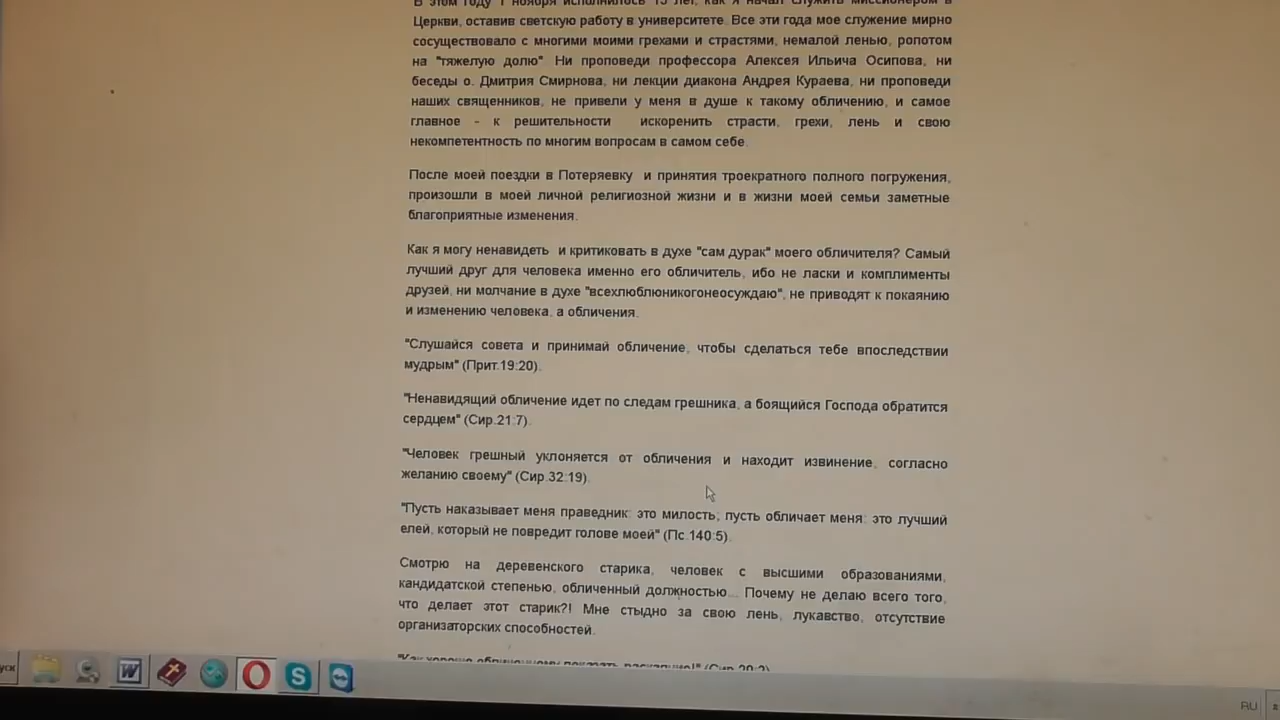 В этом году 1 ноября исполнилось 15 лет, как я начал служить миссионером в
Церкви, оставив светскую работу в университете. Все эти года мое служение мирно
сосуществовало с многими моими грехами и страстями, немалой ленью, ропотом
на "тяжелую долю". Ни проповеди профессора Алексея Ильича Осипова, ни
беседы о. Дмитрия Смирнова, ни лекции диакона Андрея Кураева, ни проповеди
наших священников, не привели у меня в душе к такому обличению, и самое
главное - к решительности искоренить страсти, грехи, лень и свою
некомпетентность по многим вопросам в самом себе.
После моей поездки в Потеряевку и принятия троекратного полного погружения,
произошли в моей личной религиозной жизни и в жизни моей семьи заметные
благоприятные изменения.
Как я могу ненавидеть и критиковать в духе "сам дурак" моего обличителя? Самый
лучший друг для человека именно его обличитель, ибо не ласки и комплименты
друзей, ни молчание в духе "всехлюблюникогонеосуждаю", не приводят к покаянию
и изменению человека, а обличения.
"Слушайся совета и принимай обличение, чтобы сделаться тебе впоследствии
мудрым" (Прит.19:20).
"Ненавидящий обличение идет по следам грешника, а боящийся Господа обратится
сердцем" (Сир.21:7).
"Человек грешный уклоняется от обличения и находит извинение, согласно
желанию своему" (Сир.32:19).
"Пусть наказывает меня праведник: это милость; пусть обличает меня: это лучший
елей, который не повредит голове моей" (Пс.140:5).
Смотрю на деревенского старика, человек с высшими образованиями,
кандидатской степенью, обличенный должностью... Почему не делаю всего того,
что делает этот старик?! Мне стыдно за свою лень, лукавство, отсутствие
организаторских способностей.
"Как хорошо обличенному показать раскаяние!" (Сир.20:2)
уск
RU